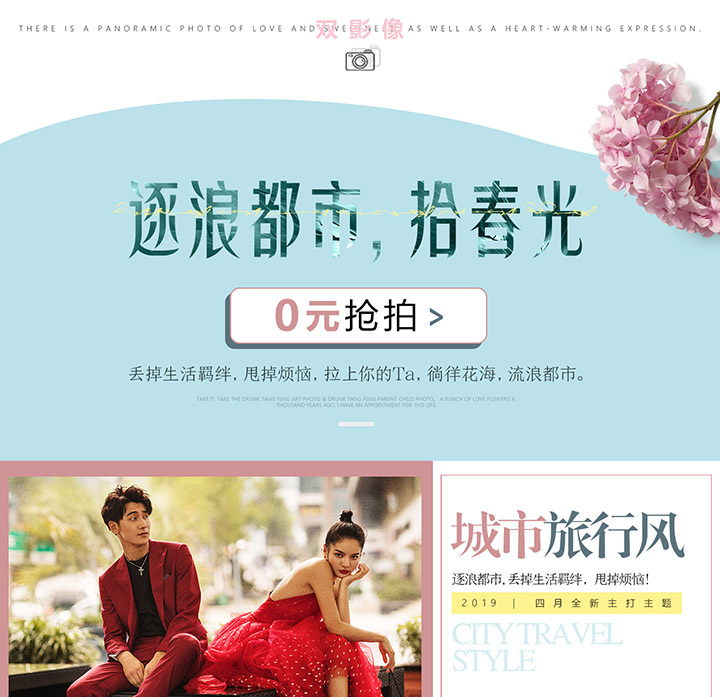 THERE IS A PANORAMIC PHOTO OF LOVE AND SWEETNESS AS WELL AS A HEART-WARMING EXPRESSION.
双影像
逐浪都市,拾春光
0元抢拍 >
丢掉生活羁绊,甩掉烦恼,拉上你的Ta,徜徉花海,流浪都市。
TAKE IT, TAKE THE DRUNK TANG FENG ART PHOTO & DRUNK TANG FENG PARENT-CHILD PHOTO, A BUNCH OF LOVE FLOWERS A
THOUSAND YEARS AGO, I HAVE AN APPOINTMENT FOR THIS LIFE.
城市旅行风
逐浪都市,丢掉生活羁绊,甩掉烦恼!
2019 | 四月全新主打主题
CITY TRAVEL
STYLE